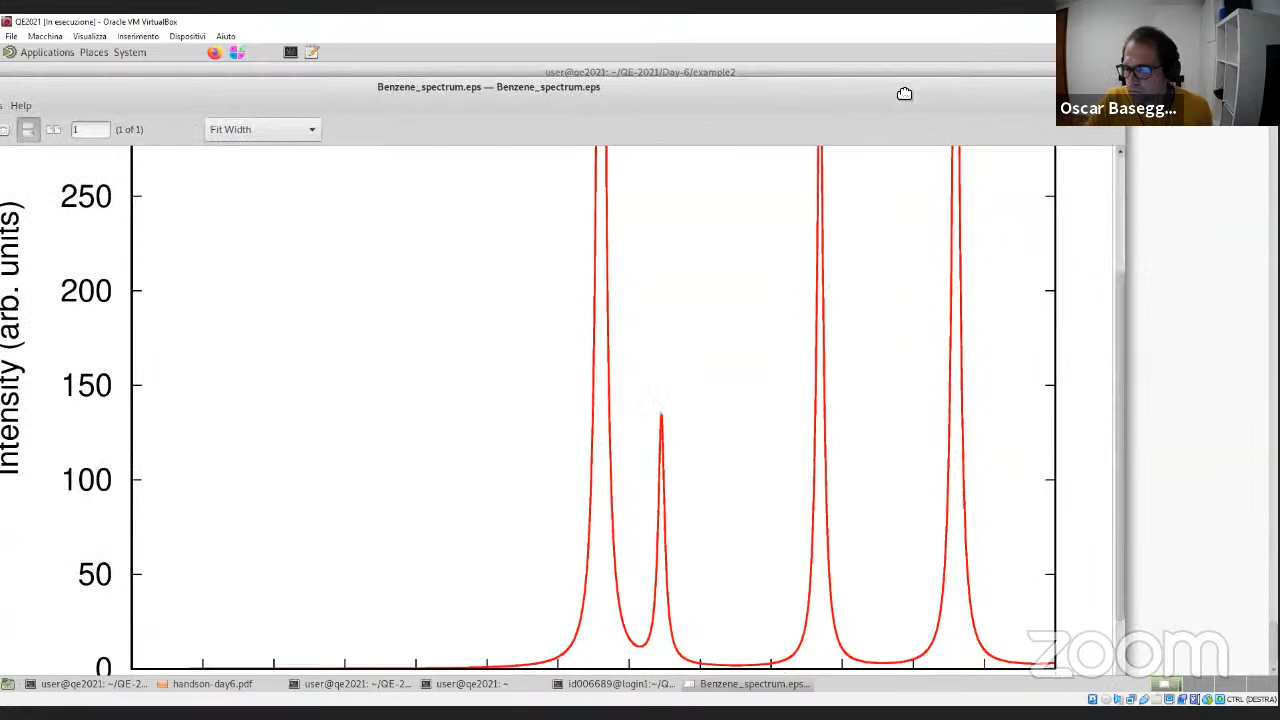 QE2021 [In esecuzione] - Oracle VM VirtualBox
File Macchina Visualizza Inserimento Dispositivi Aiuto
Applications Places System
user@qe2021: ~/QE-2021/Day-6/example2
Benzene_spectrum.eps — Benzene_spectrum.eps
s Help
1 (1 of 1) Fit Width
Oscar Basegg...
Intensity (arb. units)
250
200
150
100
50
0
zoom
user@qe2021: ~/QE-2... handson-day6.pdf user@qe2021: ~/QE-2... user@qe2021: ~ id006689@login1:~/Q... Benzene_spectrum.eps...
CTRL (DESTRA)